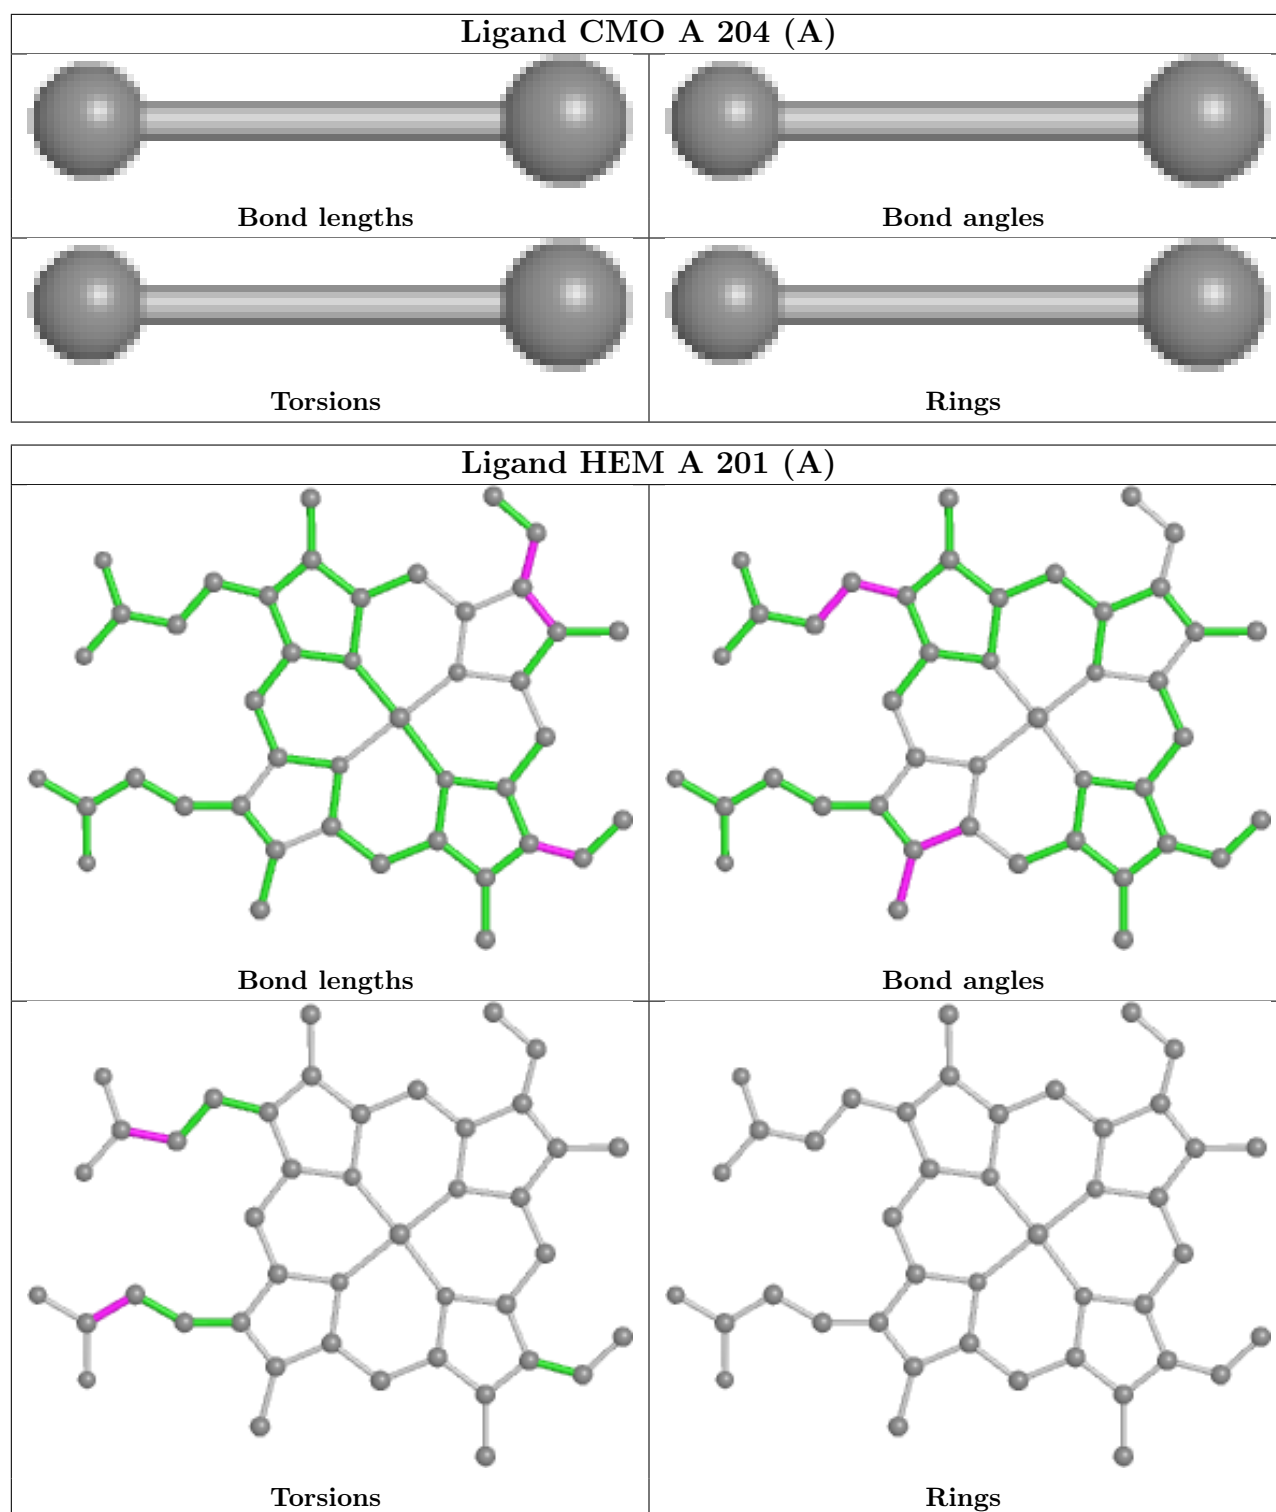 Ligand CMO A 204 (A)
Bond lengths
Bond angles
Torsions
Rings
Ligand HEM A 201 (A)
Bond lengths
Bond angles
Torsions
Rings